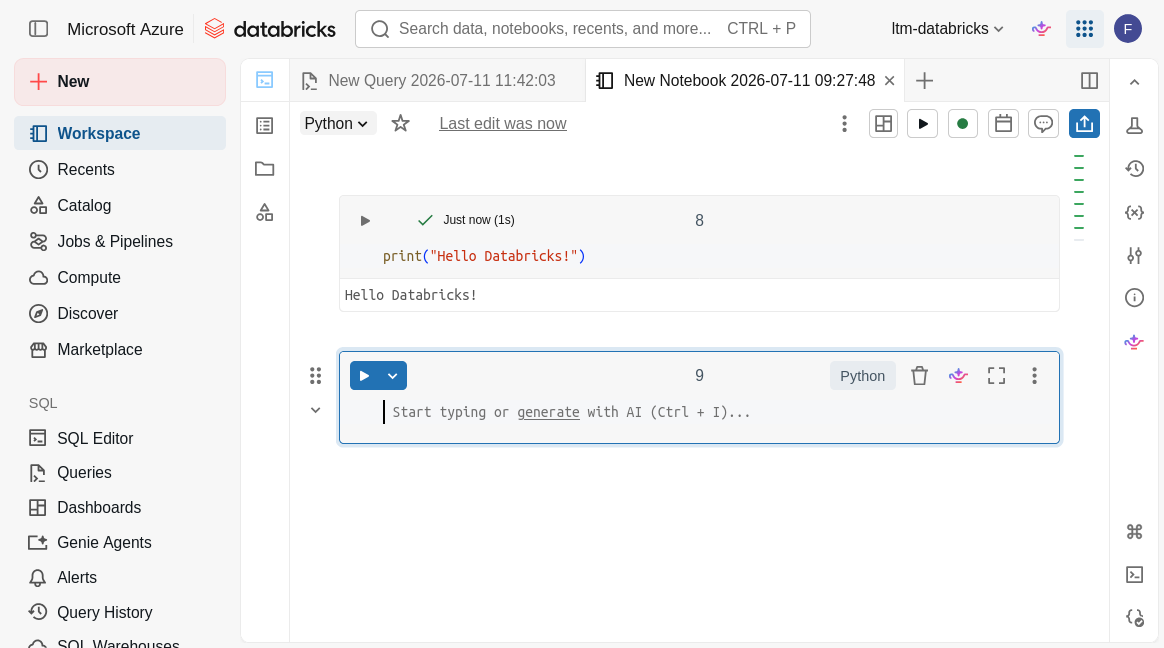 Microsoft Azure databricks Search data, notebooks, recents, and more... CTRL + P ltm-databricks F
New
Workspace
Recents
Catalog
Jobs & Pipelines
Compute
Discover
Marketplace
SQL
SQL Editor
Queries
Dashboards
Genie Agents
Alerts
Query History
SQL Warehouses
New Query 2026-07-11 11:42:03 New Notebook 2026-07-11 09:27:48
Python Last edit was now
Just now (1s) 8
print("Hello Databricks!")
Hello Databricks!
9 Python
Start typing or generate with AI (Ctrl + I)...